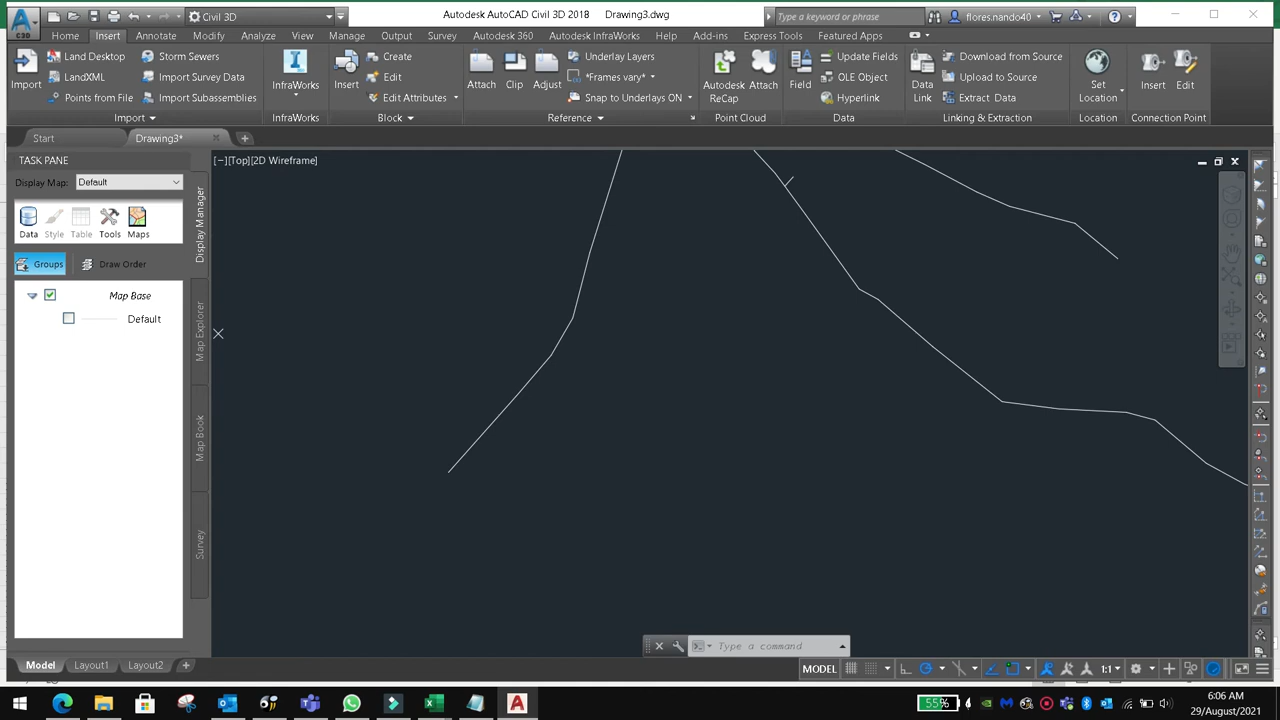 Civil 3D
Autodesk AutoCAD Civil 3D 2018 Drawing3.dwg
Type a keyword or phrase
flores.nando40
C3D
Home Insert Annotate Modify Analyze View Manage Output Survey Autodesk 360 Autodesk InfraWorks Help Add-ins Express Tools Featured Apps
Import
Land Desktop
LandXML
Points from File
Storm Sewers
Import Survey Data
Import Subassemblies
Import
InfraWorks
InfraWorks
Insert
Create
Edit
Edit Attributes
Block
Attach
Clip
Adjust
Underlay Layers
*Frames vary*
Snap to Underlays ON
Reference
Autodesk ReCap
Attach
Point Cloud
Field
Update Fields
OLE Object
Hyperlink
Data
Data Link
Download from Source
Upload to Source
Extract Data
Linking & Extraction
Set Location
Location
Insert
Edit
Connection Point
Start
Drawing3*
TASK PANE
Display Map: Default
Data Style Table Tools Maps
Groups
Draw Order
Map Base
Default
Display Manager
Map Explorer
Map Book
Survey
[−][Top][2D Wireframe]
Type a command
Model Layout1 Layout2
MODEL
1:1
55%
6:06 AM
29/August/2021